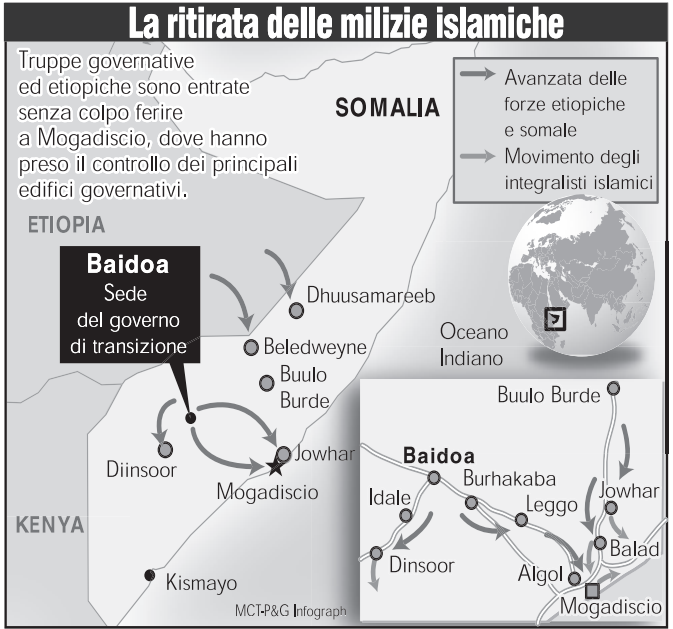 La ritirata delle milizie islamiche
Truppe governative
ed etiopiche sono entrate
senza colpo ferire
a Mogadiscio, dove hanno
preso il controllo dei principali
edifici governativi.
SOMALIA
Avanzata delle
forze etiopiche
e somale
Movimento degli
integralisti islamici
ETIOPIA
Baidoa
Sede
del governo
di transizione
Dhuusamareeb
Beledweyne
Buulo
Burde
Oceano
Indiano
Diinsoor
Jowhar
Mogadiscio
KENYA
Kismayo
MCT-P&G Infograph
Buulo Burde
Baidoa
Burhakaba
Idale
Leggo
Jowhar
Dinsoor
Balad
Algol
Mogadiscio